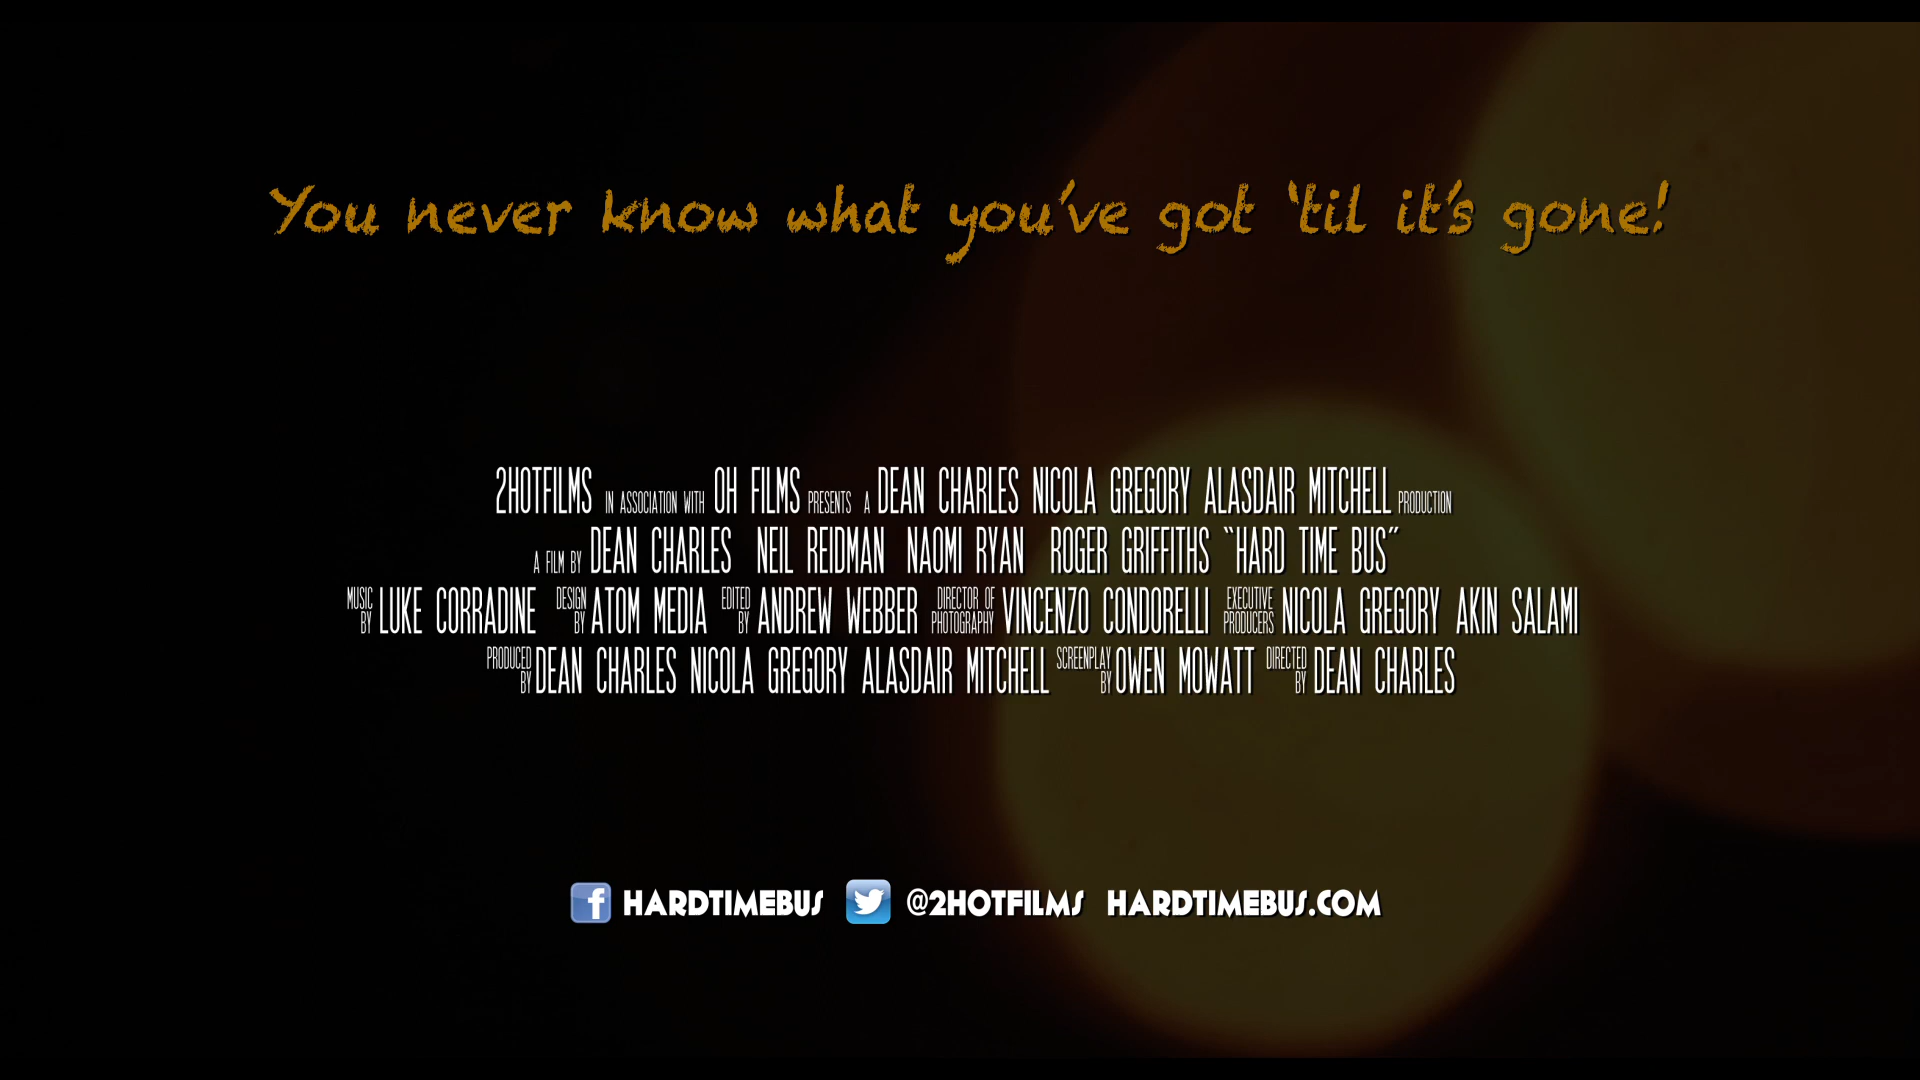 You never know what you've got 'til it's gone!
2HOTFILMS IN ASSOCIATION WITH OH FILMS PRESENTS A DEAN CHARLES NICOLA GREGORY ALASDAIR MITCHELL PRODUCTION
A FILM BY DEAN CHARLES NEIL REIDMAN NAOMI RYAN ROGER GRIFFITHS "HARD TIME BUS"
MUSIC BY LUKE CORRADINE DESIGN BY ATOM MEDIA EDITED BY ANDREW WEBBER DIRECTOR OF PHOTOGRAPHY VINCENZO CONDORELLI EXECUTIVE PRODUCERS NICOLA GREGORY AKIN SALAMI
PRODUCED BY DEAN CHARLES NICOLA GREGORY ALASDAIR MITCHELL SCREENPLAY BY OWEN MOWATT DIRECTED BY DEAN CHARLES
f HARDTIMEBUS @2HOTFILMS HARDTIMEBUS.COM